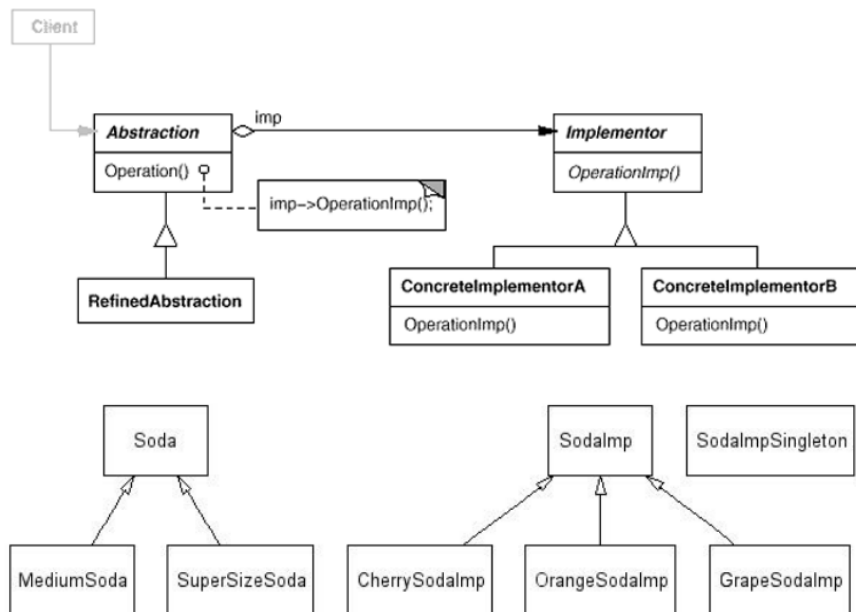 Client
imp
Abstraction
Implementor
Operation()
OperationImp()
imp->OperationImp();
RefinedAbstraction
ConcreteImplementorA
ConcreteImplementorB
OperationImp()
OperationImp()
Soda
SodaImp
SodaImpSingleton
MediumSoda
SuperSizeSoda
CherrySodaImp
OrangeSodaImp
GrapeSodaImp